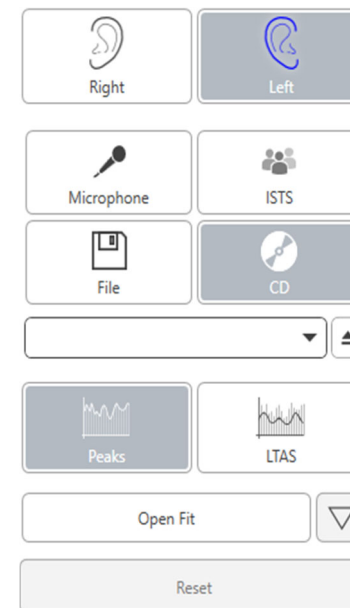 Right
Left
Microphone
ISTS
File
CD
Peaks
LTAS
Open Fit
Reset